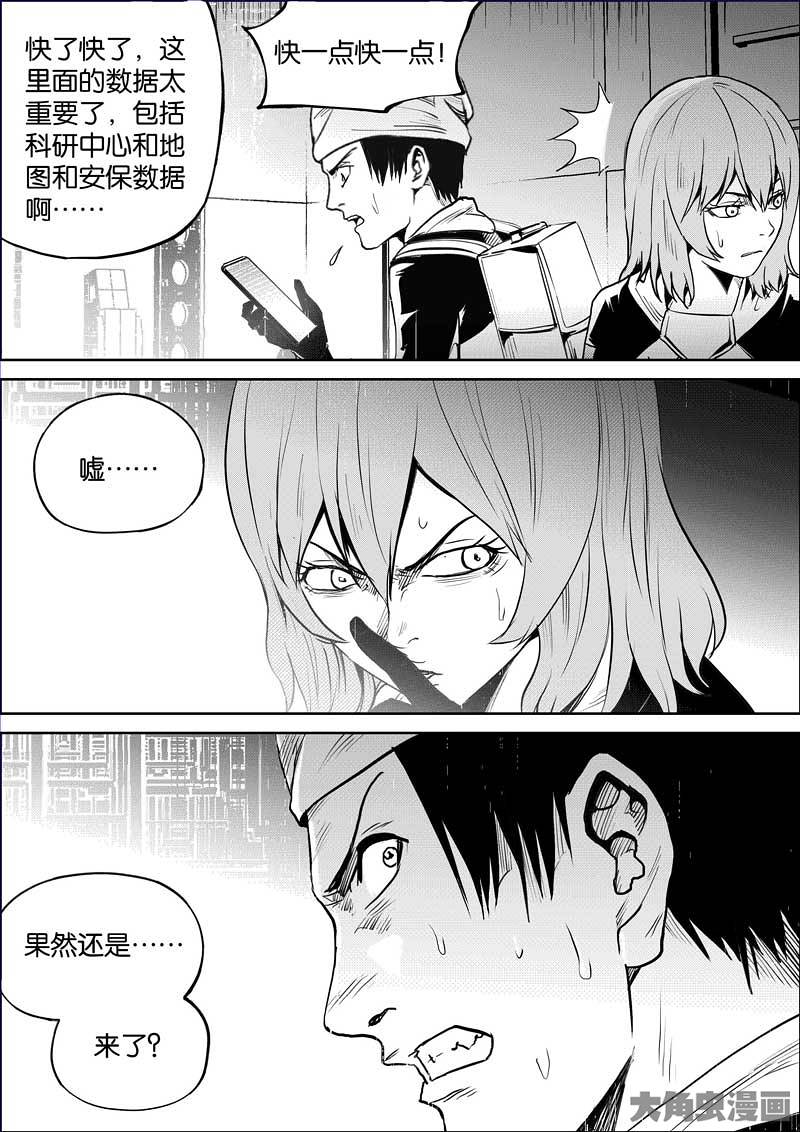 快一点快一点！
快了快了，这
里面的数据太
重要了，包括
科研中心和地
图和安保数据
啊……
嘘……
果然还是……
来了？
大角虫漫画